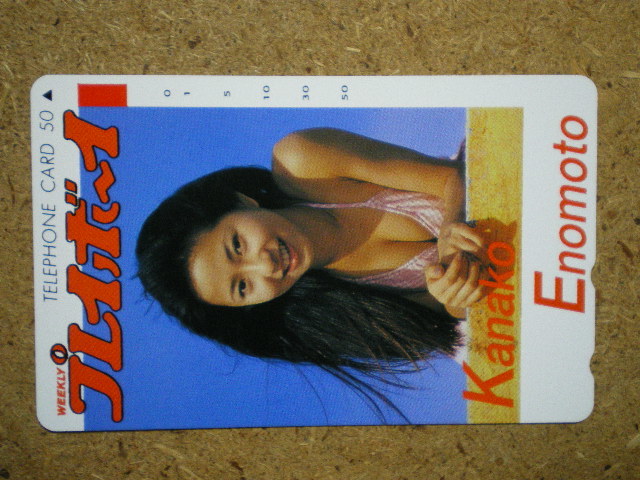 TELEPHONE CARD 50
0 1 5 10 30 50
WEEKLY
プレイボーイ
Kanako
Enomoto